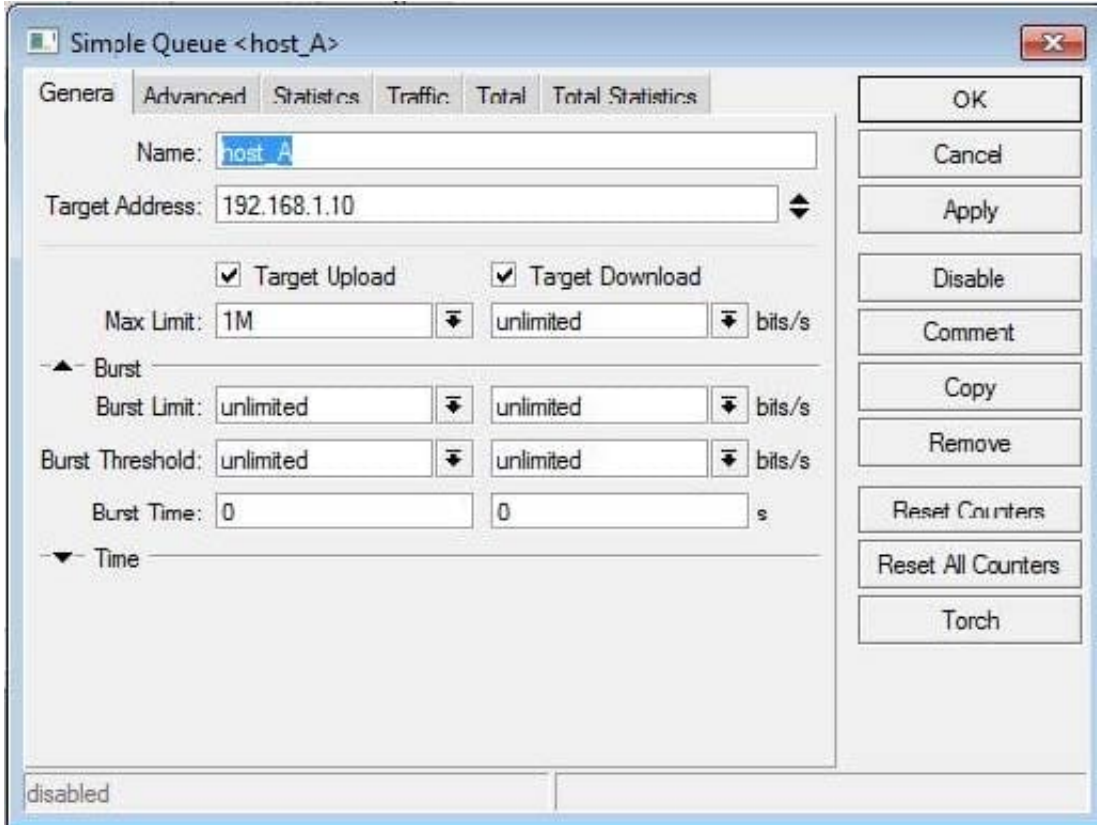 Simple Queue <host_A>
General Advanced Statistics Traffic Total Total Statistics
Name: host_A
Target Address: 192.168.1.10
Target Upload Target Download
Max Limit: 1M unlimited bits/s
Burst
Burst Limit: unlimited unlimited bits/s
Burst Threshold: unlimited unlimited bits/s
Burst Time: 0 0 s
Time
OK
Cancel
Apply
Disable
Comment
Copy
Remove
Reset Counters
Reset All Counters
Torch
disabled